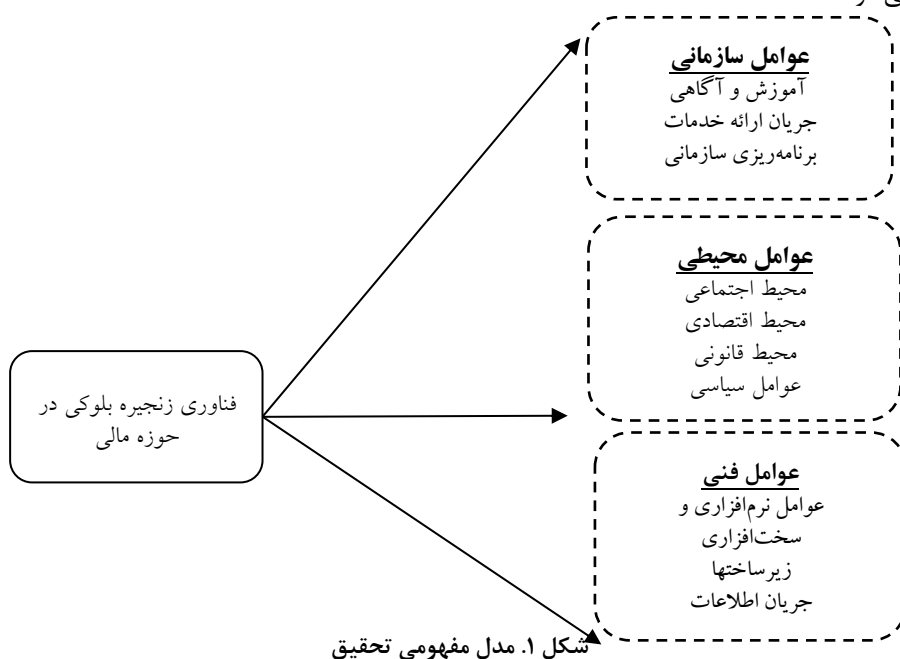 عوامل سازمانی
آموزش و آگاهی
جریان ارائه خدمات
برنامه‌ریزی سازمانی
عوامل محیطی
محیط اجتماعی
محیط اقتصادی
محیط قانونی
عوامل سیاسی
فناوری زنجیره بلوکی در
حوزه مالی
عوامل فنی
عوامل نرم‌افزاری و
سخت‌افزاری
زیرساختها
جریان اطلاعات
شکل ۱. مدل مفهومی تحقیق